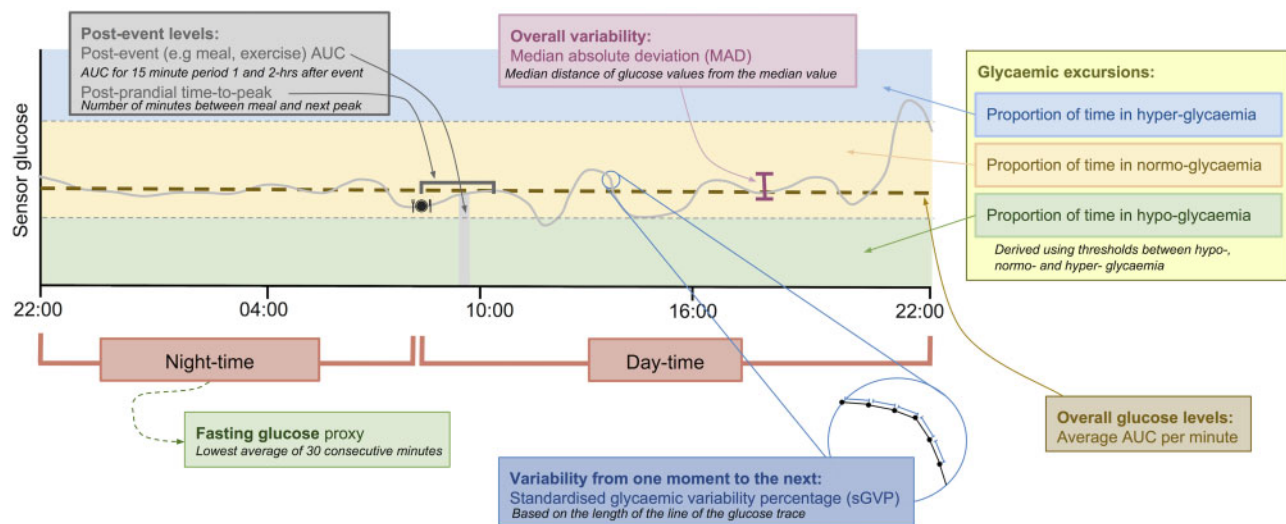 Post-event levels:
Post-event (e.g meal, exercise) AUC
AUC for 15 minute period 1 and 2-hrs after event
Post-prandial time-to-peak
Number of minutes between meal and next peak
Overall variability:
Median absolute deviation (MAD)
Median distance of glucose values from the median value
Glycaemic excursions:
Proportion of time in hyper-glycaemia
Proportion of time in normo-glycaemia
Proportion of time in hypo-glycaemia
Derived using thresholds between hypo-,
normo- and hyper- glycaemia
Sensor glucose
22:00
04:00
10:00
16:00
22:00
Night-time
Day-time
Fasting glucose proxy
Lowest average of 30 consecutive minutes
Overall glucose levels:
Average AUC per minute
Variability from one moment to the next:
Standardised glycaemic variability percentage (sGVP)
Based on the length of the line of the glucose trace